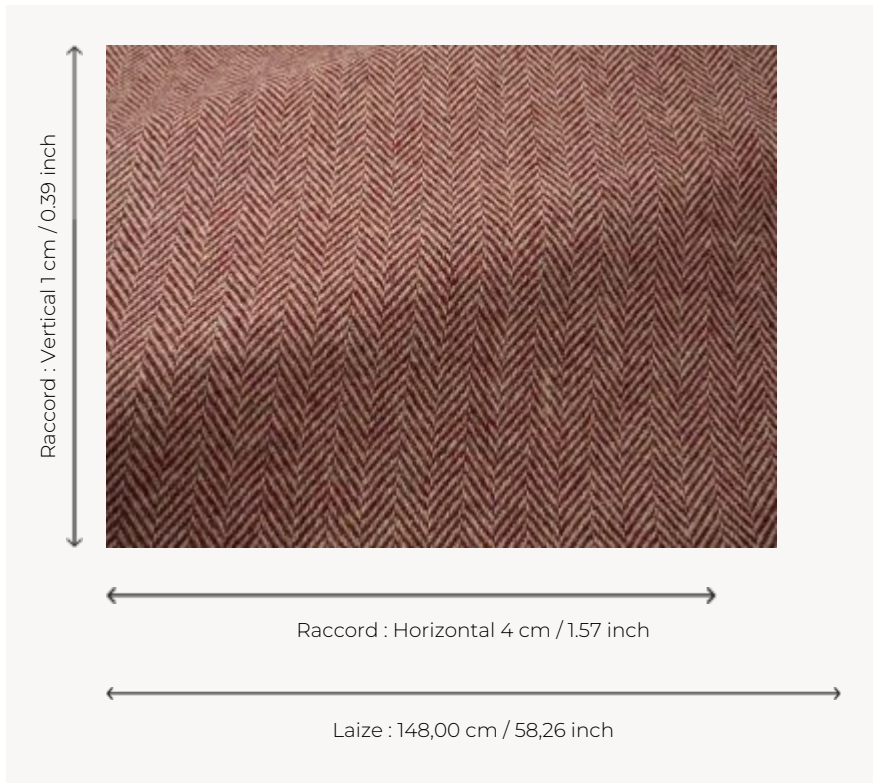 Raccord : Vertical 1 cm / 0.39 inch
Raccord : Horizontal 4 cm / 1.57 inch
Laize : 148,00 cm / 58,26 inch